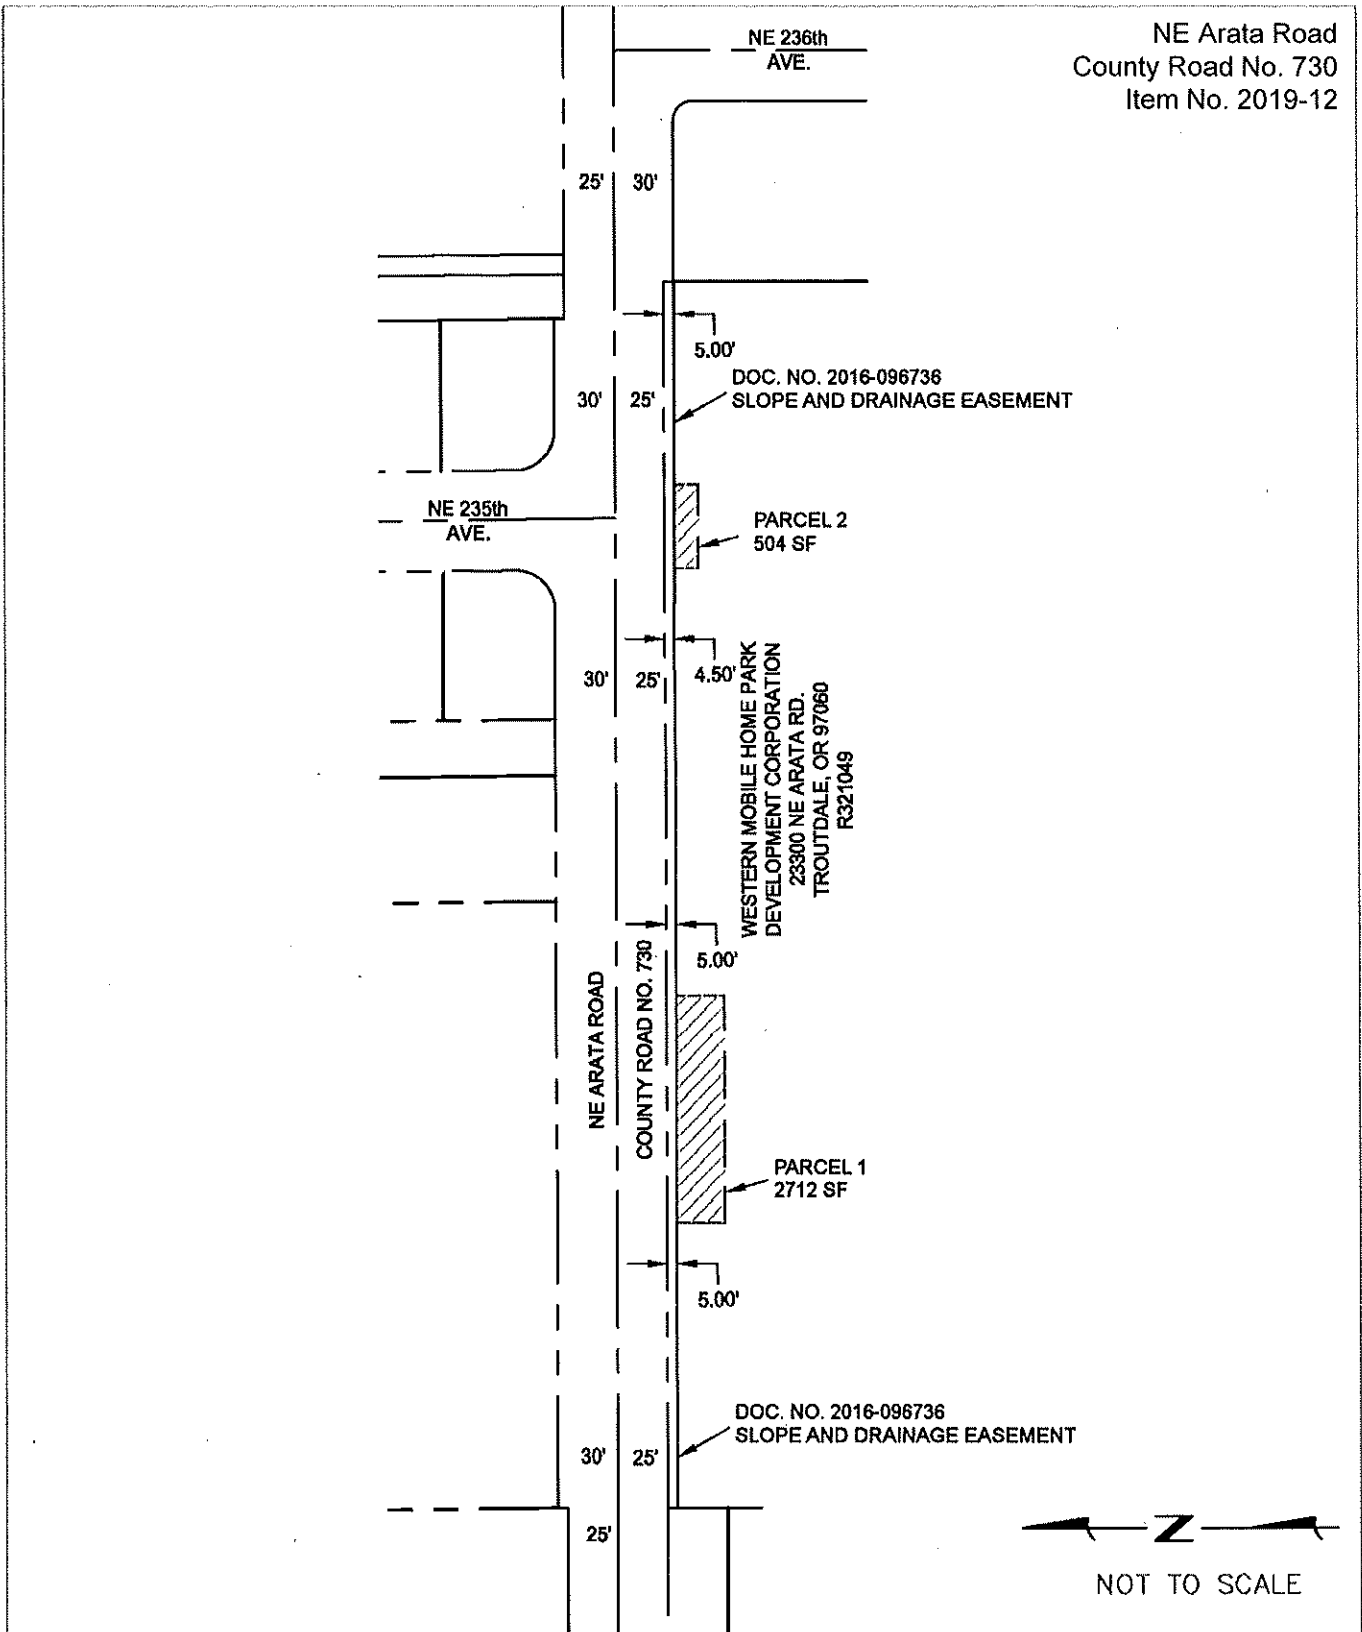 NE Arata Road
County Road No. 730
Item No. 2019-12
NE 236th
AVE.
25'
30'
5.00'
DOC. NO. 2016-096736
SLOPE AND DRAINAGE EASEMENT
30'
25'
NE 235th
AVE.
PARCEL 2
504 SF
30'
25'
4.50'
WESTERN MOBILE HOME PARK
DEVELOPMENT CORPORATION
23300 NE ARATA RD.
TROUTDALE, OR 97060
R321049
5.00'
NE ARATA ROAD
COUNTY ROAD NO. 730
PARCEL 1
2712 SF
5.00'
DOC. NO. 2016-096736
SLOPE AND DRAINAGE EASEMENT
30'
25'
25'
Z
NOT TO SCALE